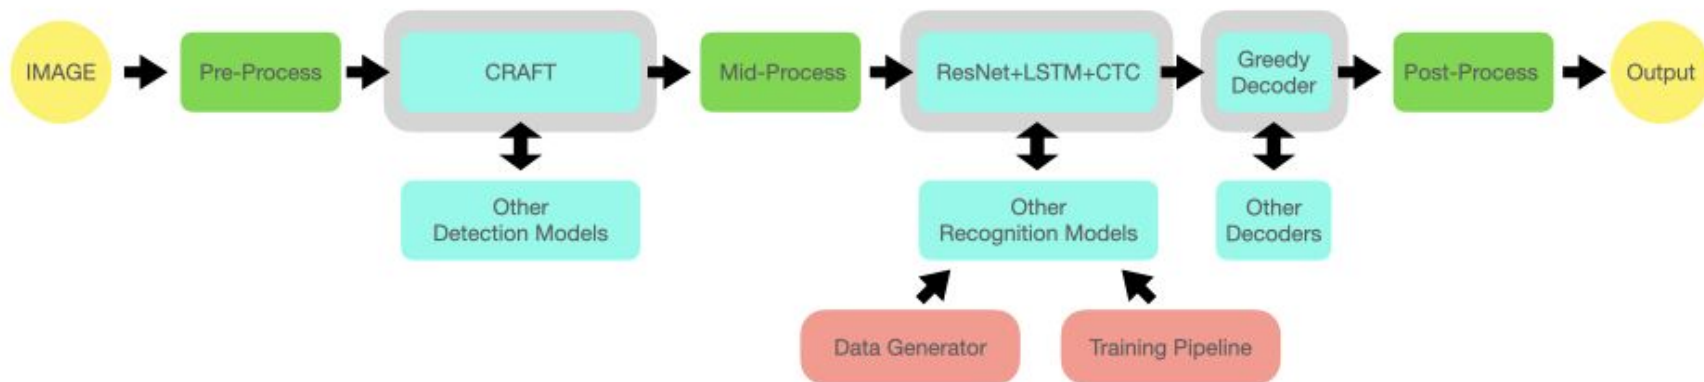 IMAGE
Pre-Process
CRAFT
Mid-Process
ResNet+LSTM+CTC
Greedy
Decoder
Post-Process
Output
Other
Detection Models
Other
Recognition Models
Other
Decoders
Data Generator
Training Pipeline